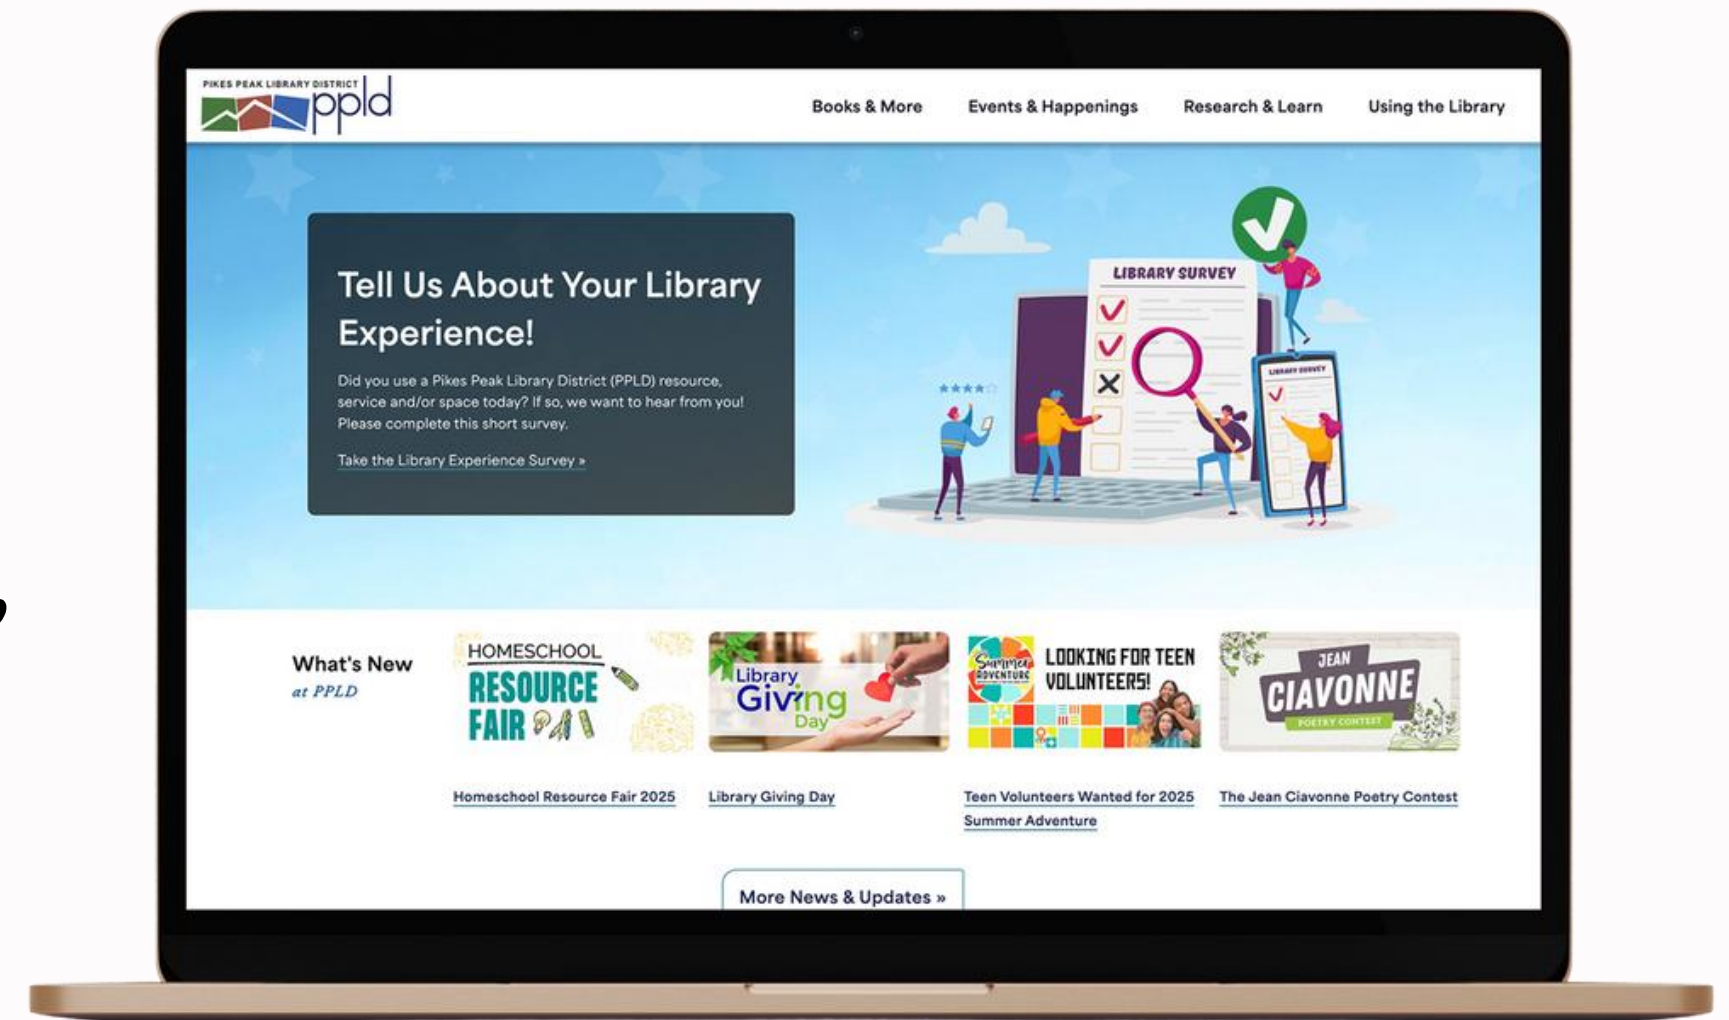 PIKES PEAK LIBRARY DISTRICT
ppld
Books & More
Events & Happenings
Research & Learn
Using the Library
Tell Us About Your Library
Experience!
Did you use a Pikes Peak Library District (PPLD) resource,
service and/or space today? If so, we want to hear from you!
Please complete this short survey.
Take the Library Experience Survey »
LIBRARY SURVEY
LIBRARY SURVEY
What's New
at PPLD
HOMESCHOOL
RESOURCE
FAIR
Homeschool Resource Fair 2025
Library
Giving
Day
Library Giving Day
Summer
ADVENTURE
LOOKING FOR TEEN
VOLUNTEERS!
Teen Volunteers Wanted for 2025
Summer Adventure
JEAN
CIAVONNE
POETRY CONTEST
The Jean Ciavonne Poetry Contest
More News & Updates »